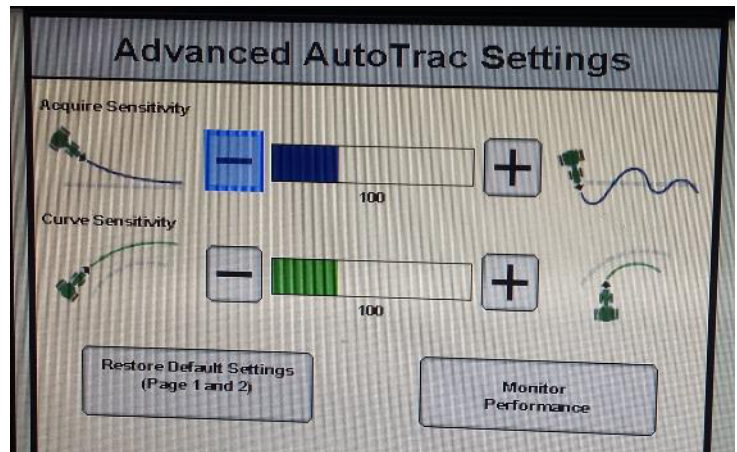 Advanced AutoTrac Settings
Acquire Sensitivity
100
Curve Sensitivity
100
Restore Default Settings
(Page 1 and 2)
Monitor
Performance